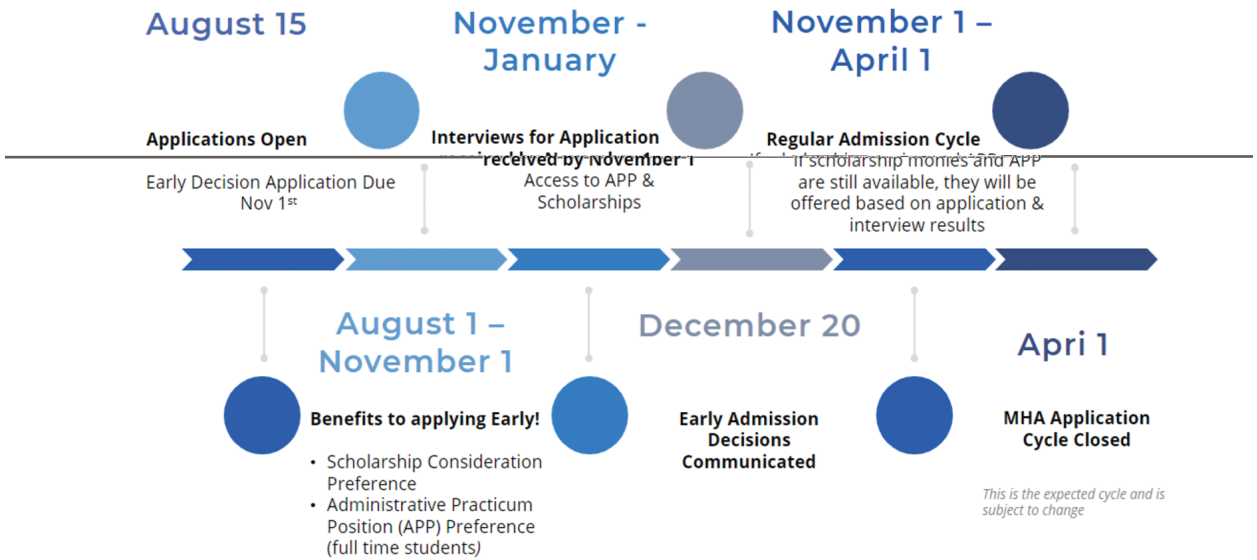 August 15
Applications Open
Early Decision Application Due
Nov 1st
August 1 –
November 1
Benefits to applying Early!
• Scholarship Consideration
Preference
• Administrative Practicum
Position (APP) Preference
(full time students)
November -
January
Interviews for Application
received by November 1
Access to APP &
Scholarships
December 20
Early Admission
Decisions
Communicated
November 1 –
April 1
Regular Admission Cycle
If scholarship monies and APP
are still available, they will be
offered based on application &
interview results
Apri 1
MHA Application
Cycle Closed
This is the expected cycle and is
subject to change